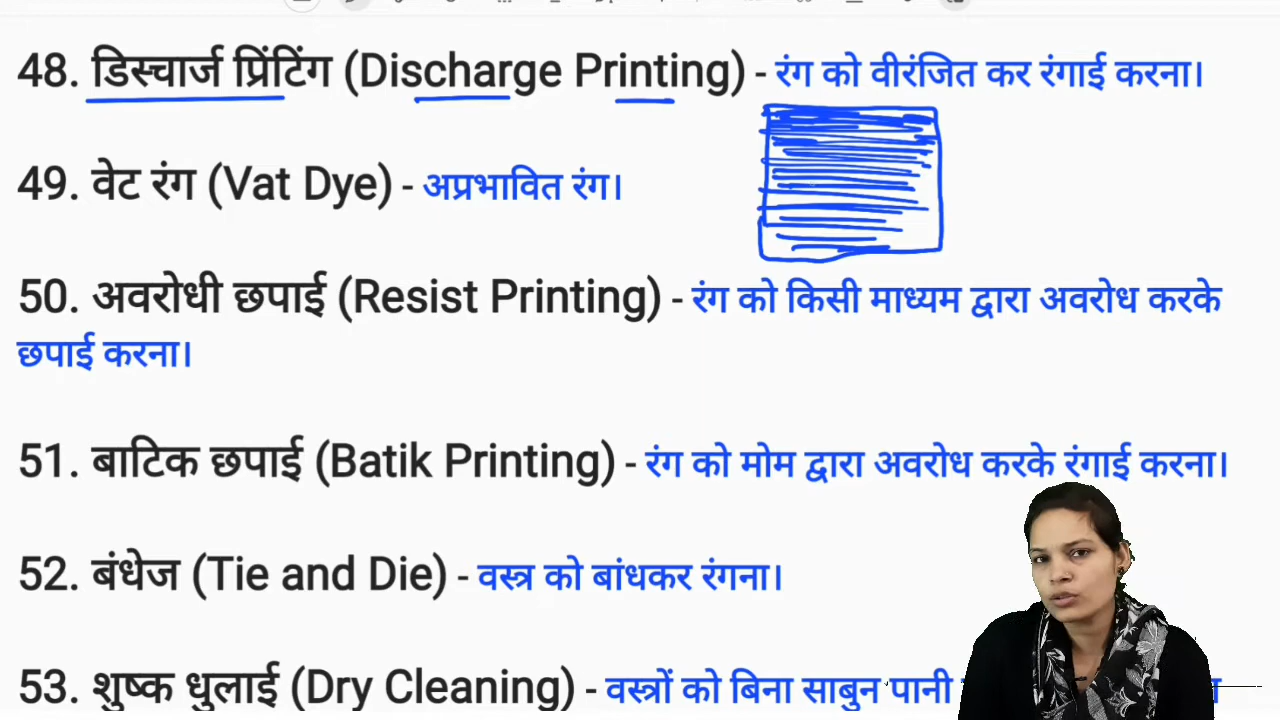 48. डिस्चार्ज प्रिंटिंग (Discharge Printing) - रंग को वीरंजित कर रंगाई करना।
49. वेट रंग (Vat Dye) - अप्रभावित रंग।
50. अवरोधी छपाई (Resist Printing) - रंग को किसी माध्यम द्वारा अवरोध करके
छपाई करना।
51. बाटिक छपाई (Batik Printing) - रंग को मोम द्वारा अवरोध करके रंगाई करना।
52. बंधेज (Tie and Die) - वस्त्र को बांधकर रंगना।
53. शुष्क धुलाई (Dry Cleaning) - वस्त्रों को बिना साबुन पानी